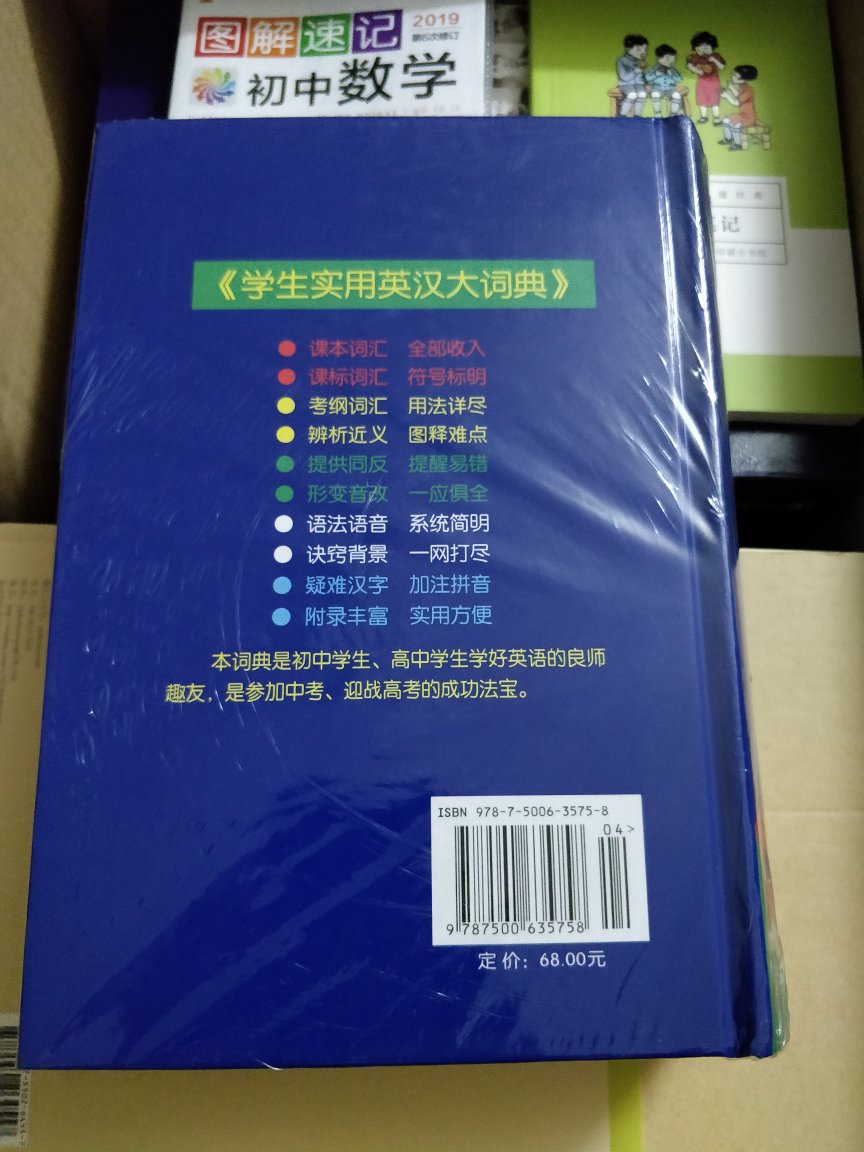 图解速记
2019
第6次修订
初中数学
记
《学生实用英汉大词典》
● 课本词汇 全部收入
● 课标词汇 符号标明
● 考纲词汇 用法详尽
● 辨析近义 图释难点
● 提供同反 提醒易错
● 形变音改 一应俱全
● 语法语音 系统简明
● 诀窍背景 一网打尽
● 疑难汉字 加注拼音
● 附录丰富 实用方便
本词典是初中学生、高中学生学好英语的良师
趣友，是参加中考、迎战高考的成功法宝。
ISBN 978-7-5006-3575-8
04>
9 787500 635758
定价：68.00元